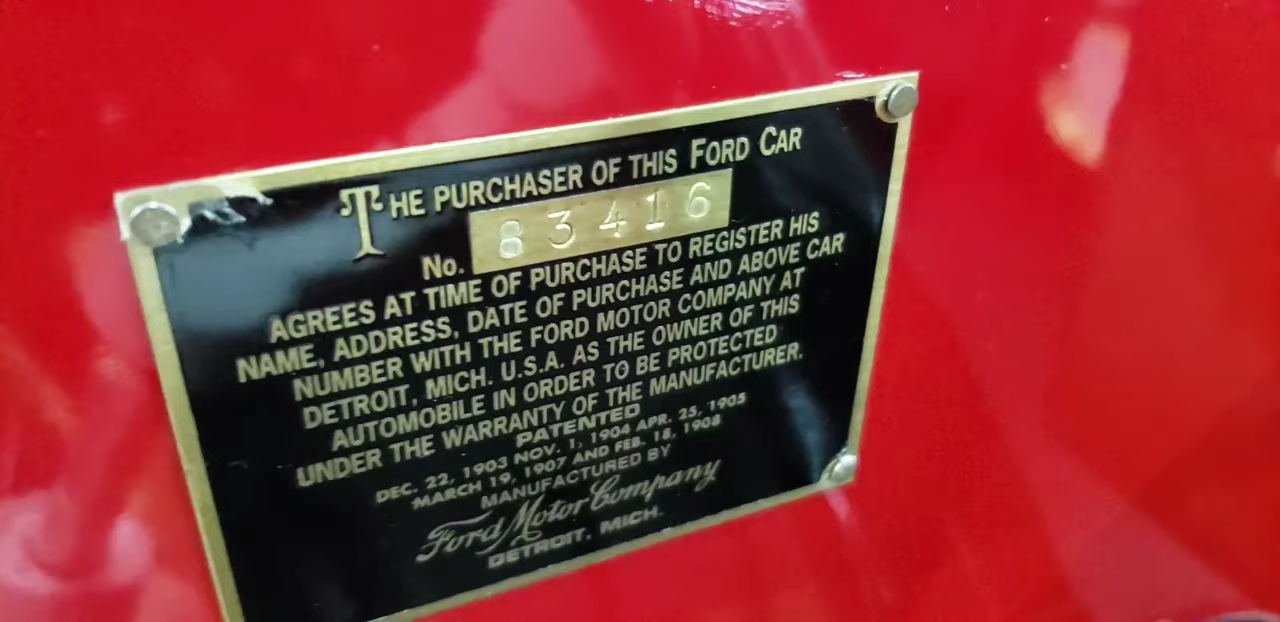 THE PURCHASER OF THIS FORD CAR
No. 83416
AGREES AT TIME OF PURCHASE TO REGISTER HIS
NAME, ADDRESS, DATE OF PURCHASE AND ABOVE CAR
NUMBER WITH THE FORD MOTOR COMPANY AT
DETROIT, MICH. U.S.A. AS THE OWNER OF THIS
AUTOMOBILE IN ORDER TO BE PROTECTED
UNDER THE WARRANTY OF THE MANUFACTURER.
PATENTED
DEC. 22, 1903 NOV. 1, 1904 APR. 25, 1905
MARCH 19, 1907 AND FEB. 18, 1908
MANUFACTURED BY
Ford Motor Company
DETROIT, MICH.